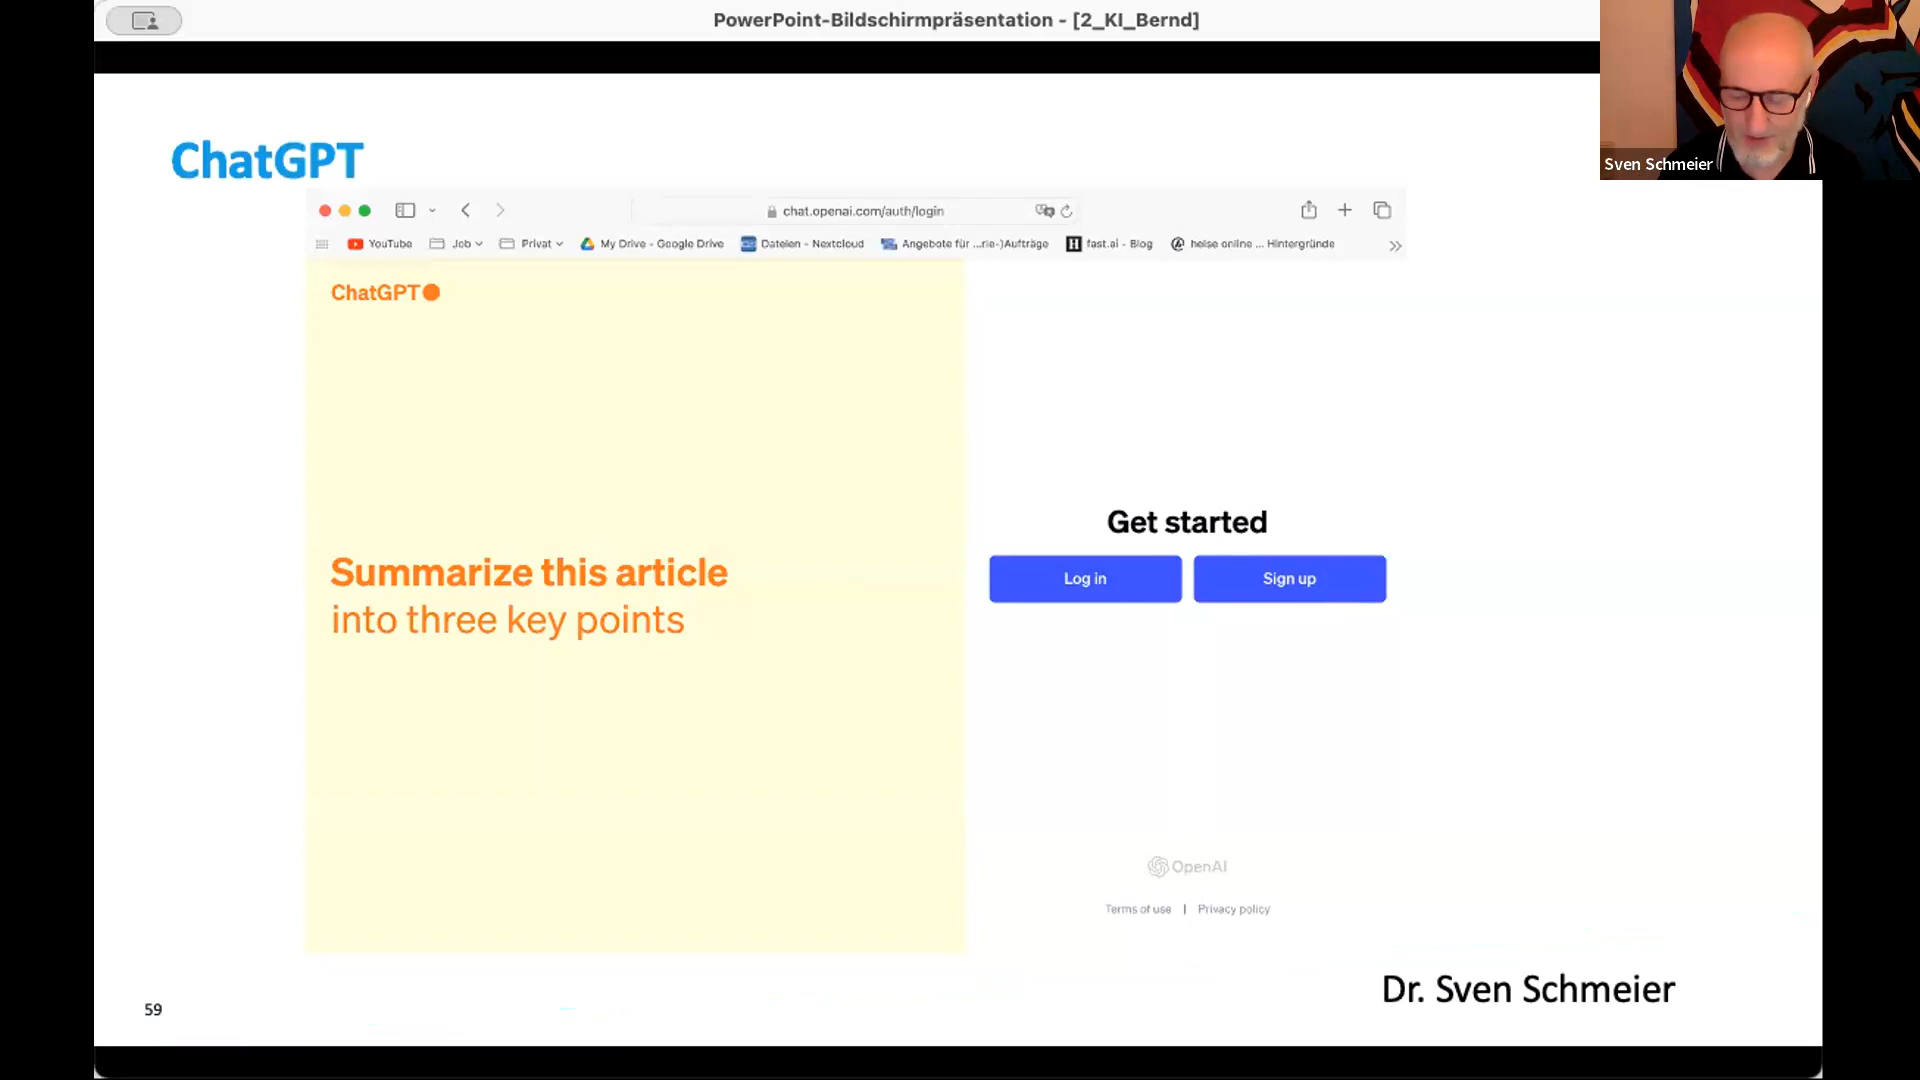 PowerPoint-Bildschirmpräsentation - [2_KI_Bernd]
Sven Schmeier
ChatGPT
chat.openai.com/auth/login
YouTube Job Privat My Drive - Google Drive Dateien - Nextcloud Angebote für ...rie-)Aufträge fast.ai - Blog heise online ... Hintergründe
ChatGPT
Summarize this article
into three key points
Get started
Log in Sign up
OpenAI
Terms of use | Privacy policy
Dr. Sven Schmeier
59